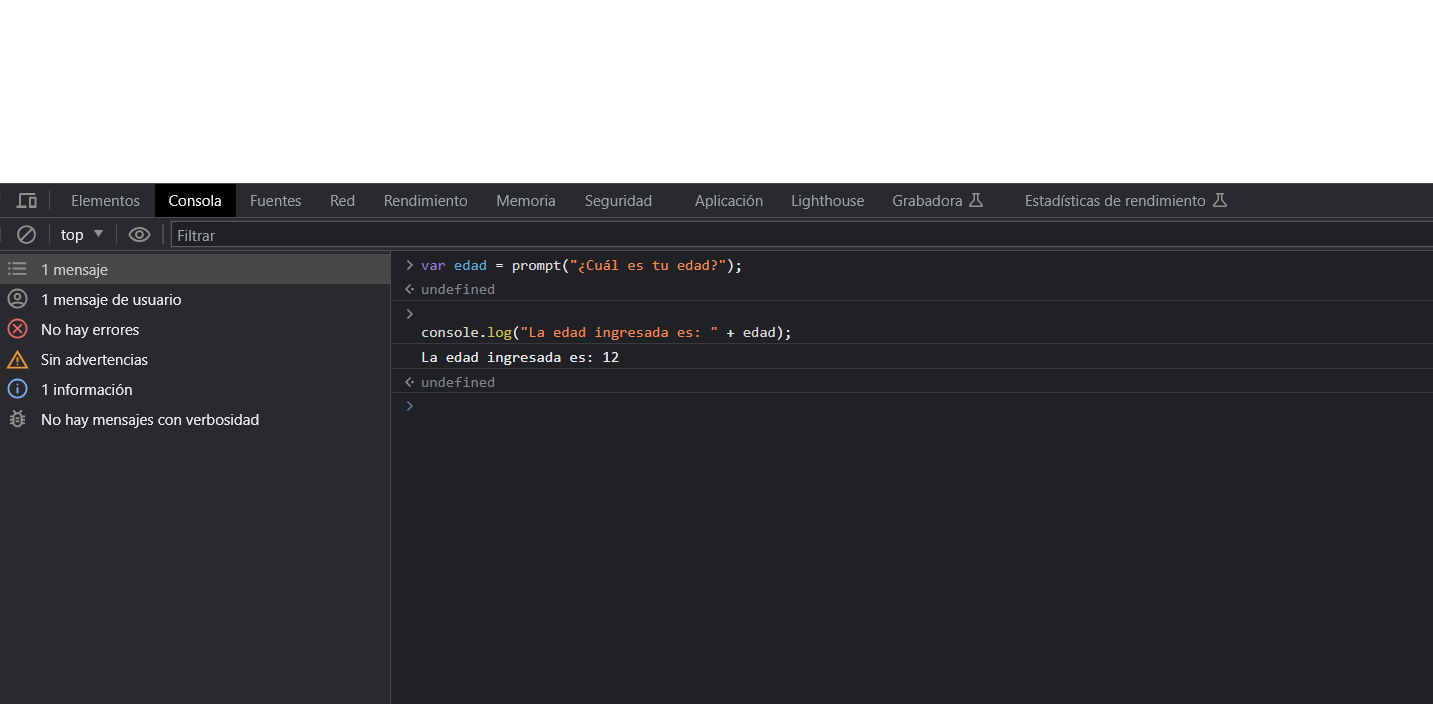 Elementos Consola Fuentes Red Rendimiento Memoria Seguridad Aplicación Lighthouse Grabadora Estadísticas de rendimiento
top Filtrar
1 mensaje
1 mensaje de usuario
No hay errores
Sin advertencias
1 información
No hay mensajes con verbosidad
var edad = prompt("¿Cuál es tu edad?");
undefined
console.log("La edad ingresada es: " + edad);
La edad ingresada es: 12
undefined